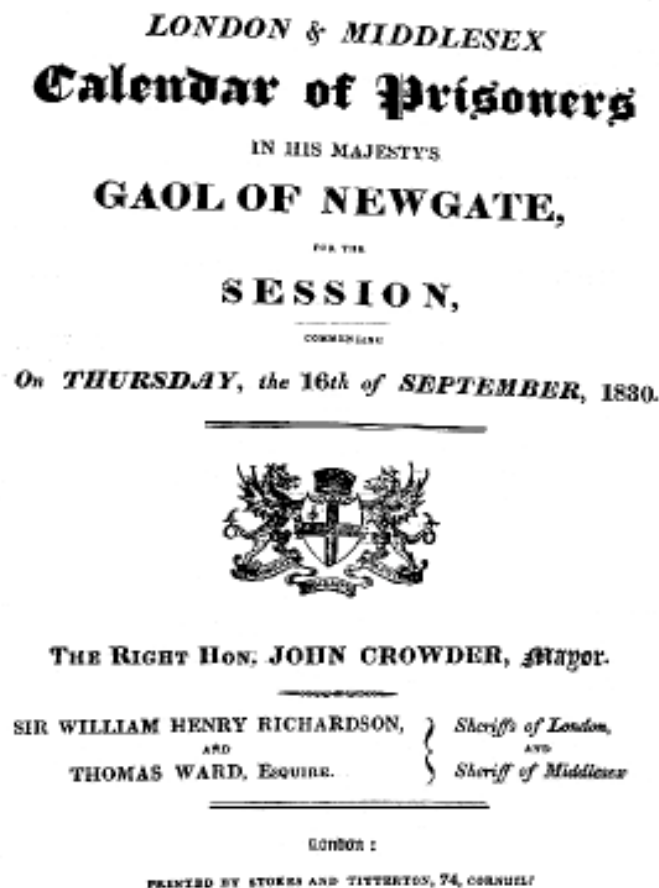 LONDON & MIDDLESEX
Calendar of Prisoners
IN HIS MAJESTY'S
GAOL OF NEWGATE,
FOR THE
SESSION,
COMMENCING
On THURSDAY, the 16th of SEPTEMBER, 1830.
THE RIGHT HON. JOHN CROWDER, Mayor.
SIR WILLIAM HENRY RICHARDSON, Sheriffs of London,
AND AND
THOMAS WARD, ESQUIRE. Sheriff of Middlesex
London:
PRINTED BY STOKES AND TITTERTON, 74, CORNHILL